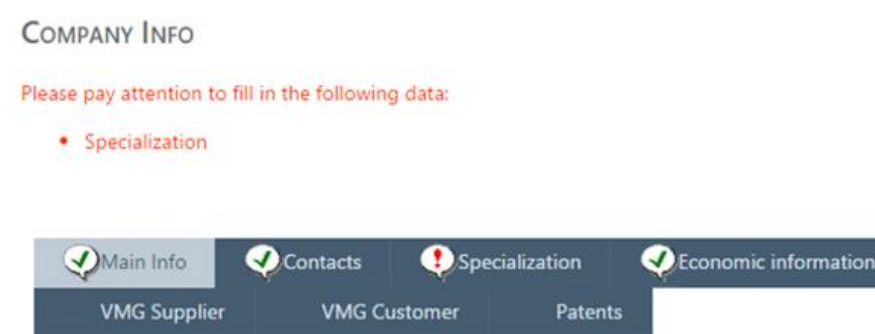 COMPANY INFO
Please pay attention to fill in the following data:
• Specialization
Main Info Contacts Specialization Economic information
VMG Supplier VMG Customer Patents